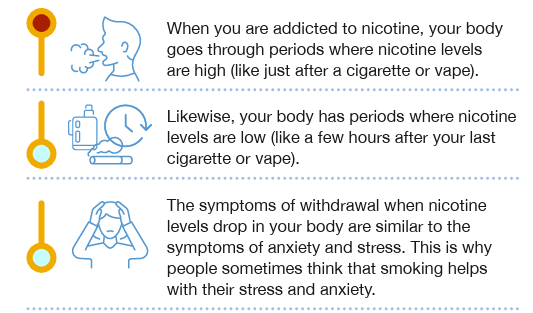 When you are addicted to nicotine, your body
goes through periods where nicotine levels
are high (like just after a cigarette or vape).
Likewise, your body has periods where nicotine
levels are low (like a few hours after your last
cigarette or vape).
The symptoms of withdrawal when nicotine
levels drop in your body are similar to the
symptoms of anxiety and stress. This is why
people sometimes think that smoking helps
with their stress and anxiety.